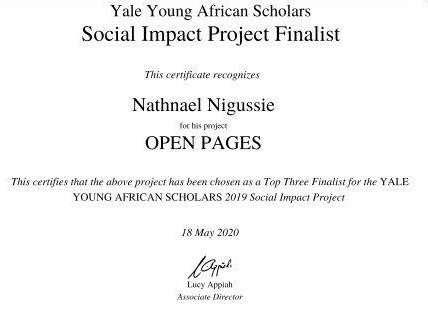 Yale Young African Scholars
Social Impact Project Finalist
This certificate recognizes
Nathnael Nigussie
for his project
OPEN PAGES
This certifies that the above project has been chosen as a Top Three Finalist for the YALE
YOUNG AFRICAN SCHOLARS 2019 Social Impact Project
18 May 2020
LAppiah
Lucy Appiah
Associate Director